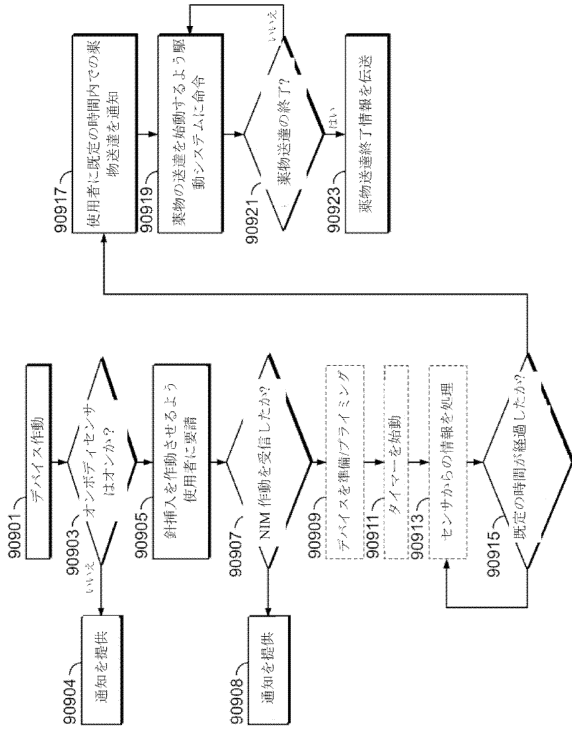 90901
デバイス作動
90903
オンボディセンサ
はオンか?
いいえ
90904
通知を提供
90905
針挿入を作動させるよう
使用者に要請
90907
NIM 作動を受信したか?
90908
通知を提供
90909
デバイスを準備/プライミング
90911
タイマーを始動
90913
センサからの情報を処理
90915
既定の時間が経過したか?
90917
使用者に既定の時間内での薬
物送達を通知
90919
薬物の送達を始動するよう駆
動システムに命令
90921
薬物送達の終了?
いいえ
はい
90923
薬物送達終了情報を伝送